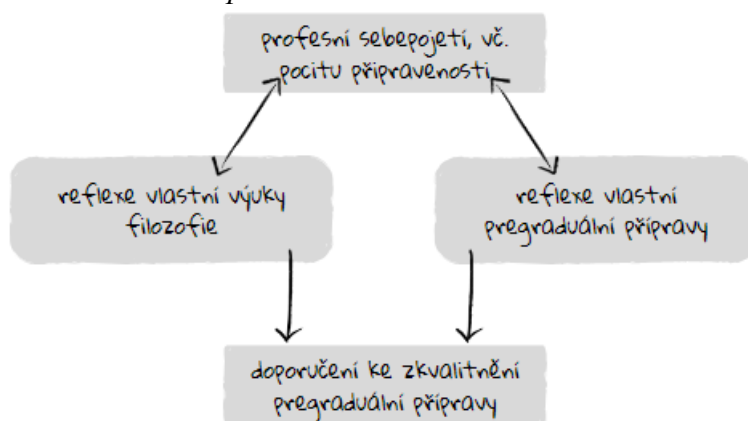 profesní sebepojetí, vč.
pocitu připravenosti
reflexe vlastní výuky
filozofie
reflexe vlastní
pregraduální přípravy
doporučení ke zkvalitnění
pregraduální přípravy